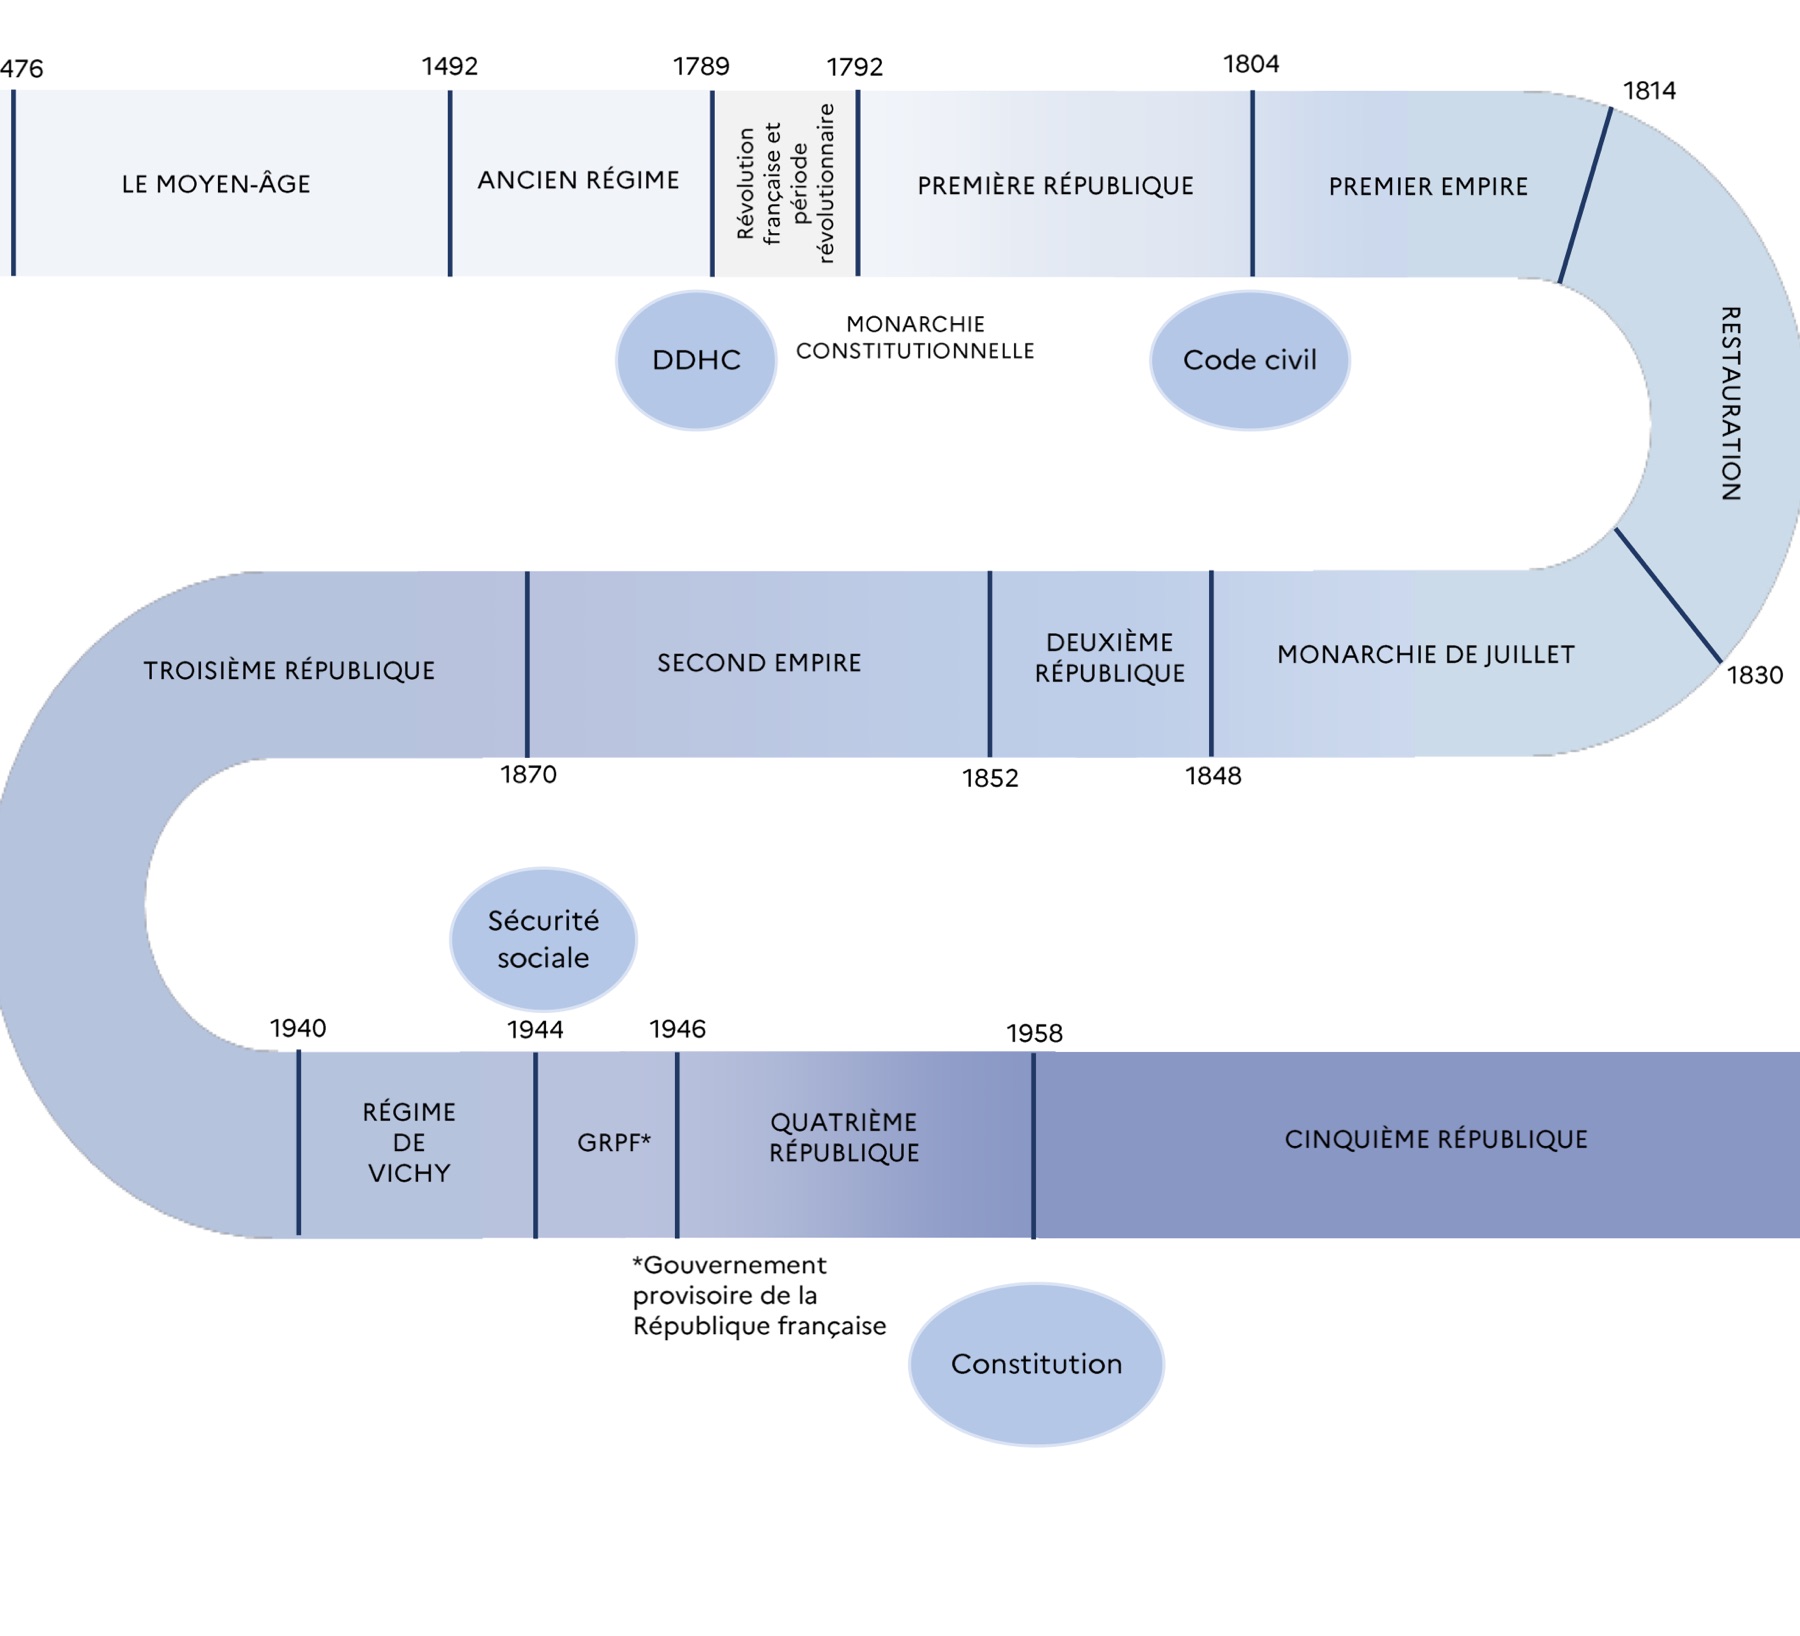 476
1492
1789
1792
1804
1814
LE MOYEN-ÂGE
ANCIEN RÉGIME
Révolution
française et
période
révolutionnaire
PREMIÈRE RÉPUBLIQUE
PREMIER EMPIRE
RESTAURATION
DDHC
MONARCHIE
CONSTITUTIONNELLE
Code civil
1830
MONARCHIE DE JUILLET
1848
DEUXIÈME
RÉPUBLIQUE
1852
SECOND EMPIRE
1870
TROISIÈME RÉPUBLIQUE
Sécurité
sociale
1940
1944
1946
1958
RÉGIME
DE
VICHY
GRPF*
QUATRIÈME
RÉPUBLIQUE
CINQUIÈME RÉPUBLIQUE
*Gouvernement
provisoire de la
République française
Constitution